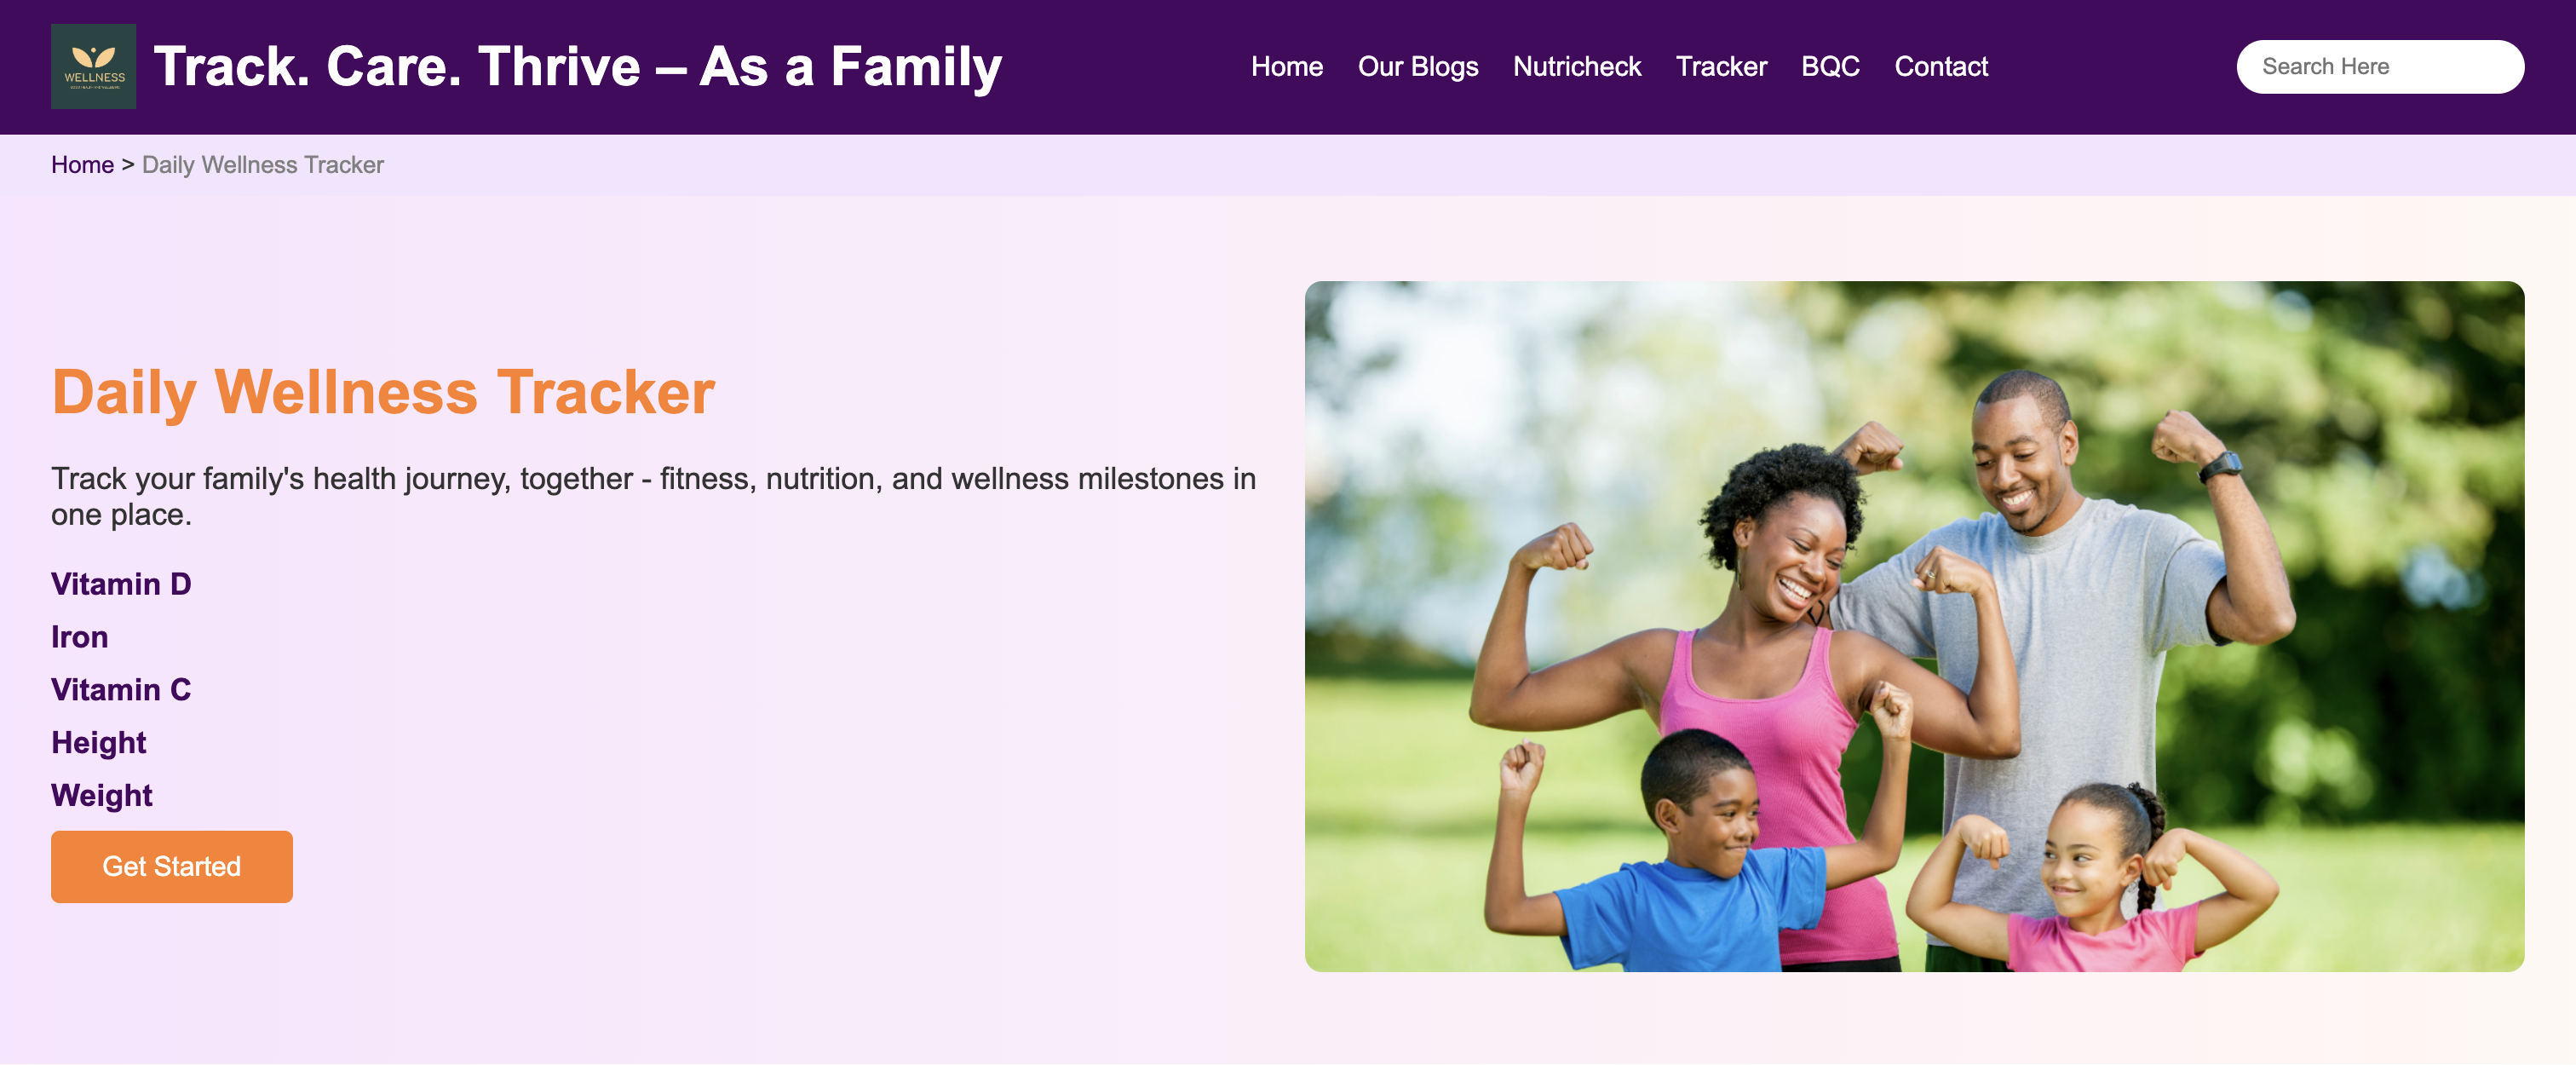 WELLNESS
Track. Care. Thrive – As a Family
Home
Our Blogs
Nutricheck
Tracker
BQC
Contact
Search Here
Home > Daily Wellness Tracker
Daily Wellness Tracker
Track your family's health journey, together - fitness, nutrition, and wellness milestones in
one place.
Vitamin D
Iron
Vitamin C
Height
Weight
Get Started